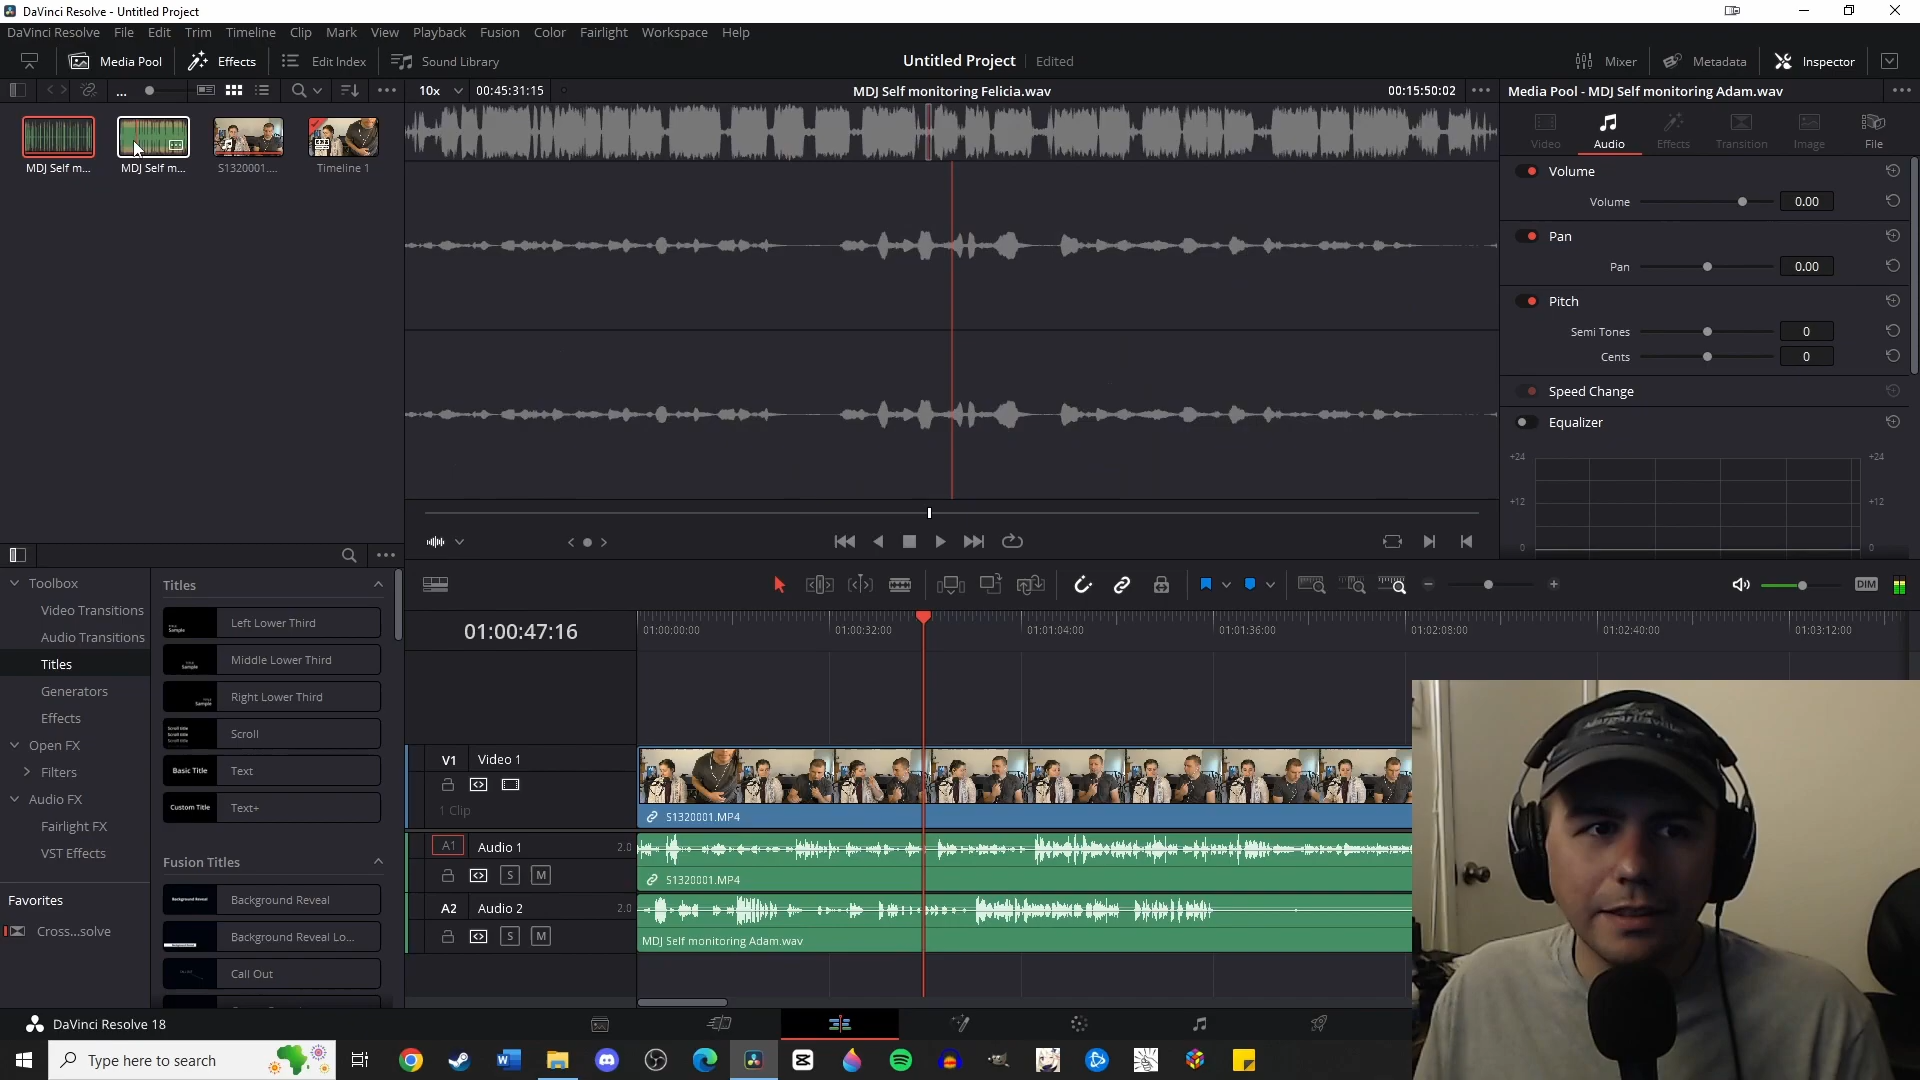 DaVinci Resolve - Untitled Project
DaVinci Resolve File Edit Trim Timeline Clip Mark View Playback Fusion Color Fairlight Workspace Help
Media Pool Effects Edit Index Sound Library
Untitled Project Edited
Mixer Metadata Inspector
... 10x 00:45:31:15
MDJ Self monitoring Felicia.wav
00:15:50:02
Media Pool - MDJ Self monitoring Adam.wav
Video Audio Effects Transition Image File
MDJ Self m... MDJ Self m... S1320001.... Timeline 1
Volume
Volume 0.00
Pan
Pan 0.00
Pitch
Semi Tones 0
Cents 0
Speed Change
Equalizer
+24 +24
+12 +12
0 0
Toolbox
Video Transitions
Audio Transitions
Titles
Generators
Effects
Open FX
Filters
Audio FX
Fairlight FX
VST Effects
Favorites
Cross...solve
Titles
Left Lower Third
Middle Lower Third
Right Lower Third
Scroll
Basic Title Text
Custom Title Text+
Fusion Titles
Background Reveal
Background Reveal Lo...
Call Out
DIM
01:00:47:16
01:00:00:00 01:00:32:00 01:01:04:00 01:01:36:00 01:02:08:00 01:02:40:00 01:03:12:00
V1 Video 1
1 Clip
S1320001.MP4
A1 Audio 1 2.0
S M
S1320001.MP4
A2 Audio 2 2.0
S M
MDJ Self monitoring Adam.wav
DaVinci Resolve 18
Type here to search